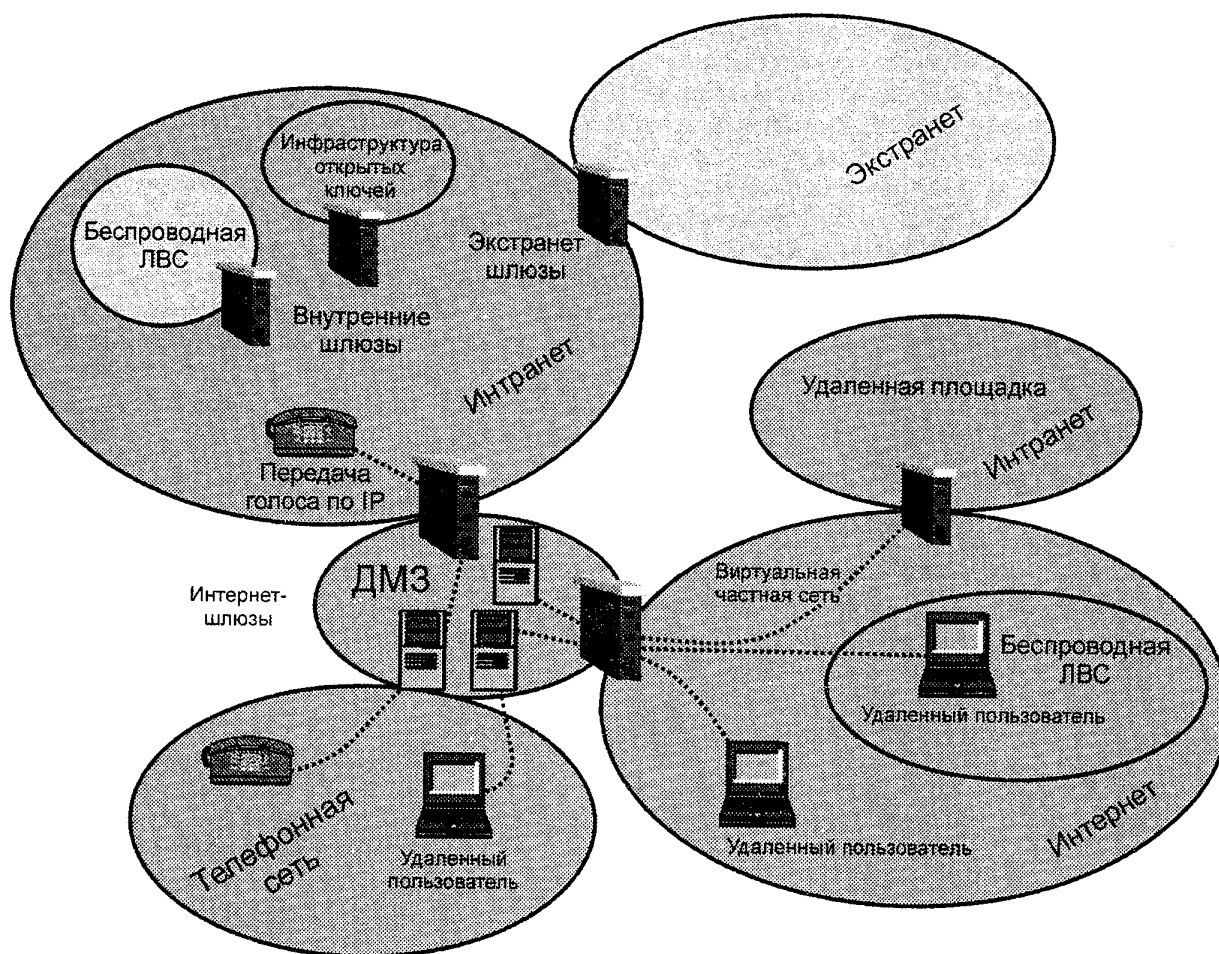 Экстранет
Инфраструктура
открытых
ключей
Беспроводная
ЛВС
Экстранет
шлюзы
Внутренние
шлюзы
Интранет
Передача
голоса по IP
Удаленная площадка
Интранет
ДМЗ
Интернет-
шлюзы
Виртуальная
частная сеть
Беспроводная
ЛВС
Удаленный пользователь
Удаленный пользователь
Интернет
Телефонная
сеть
Удаленный
пользователь